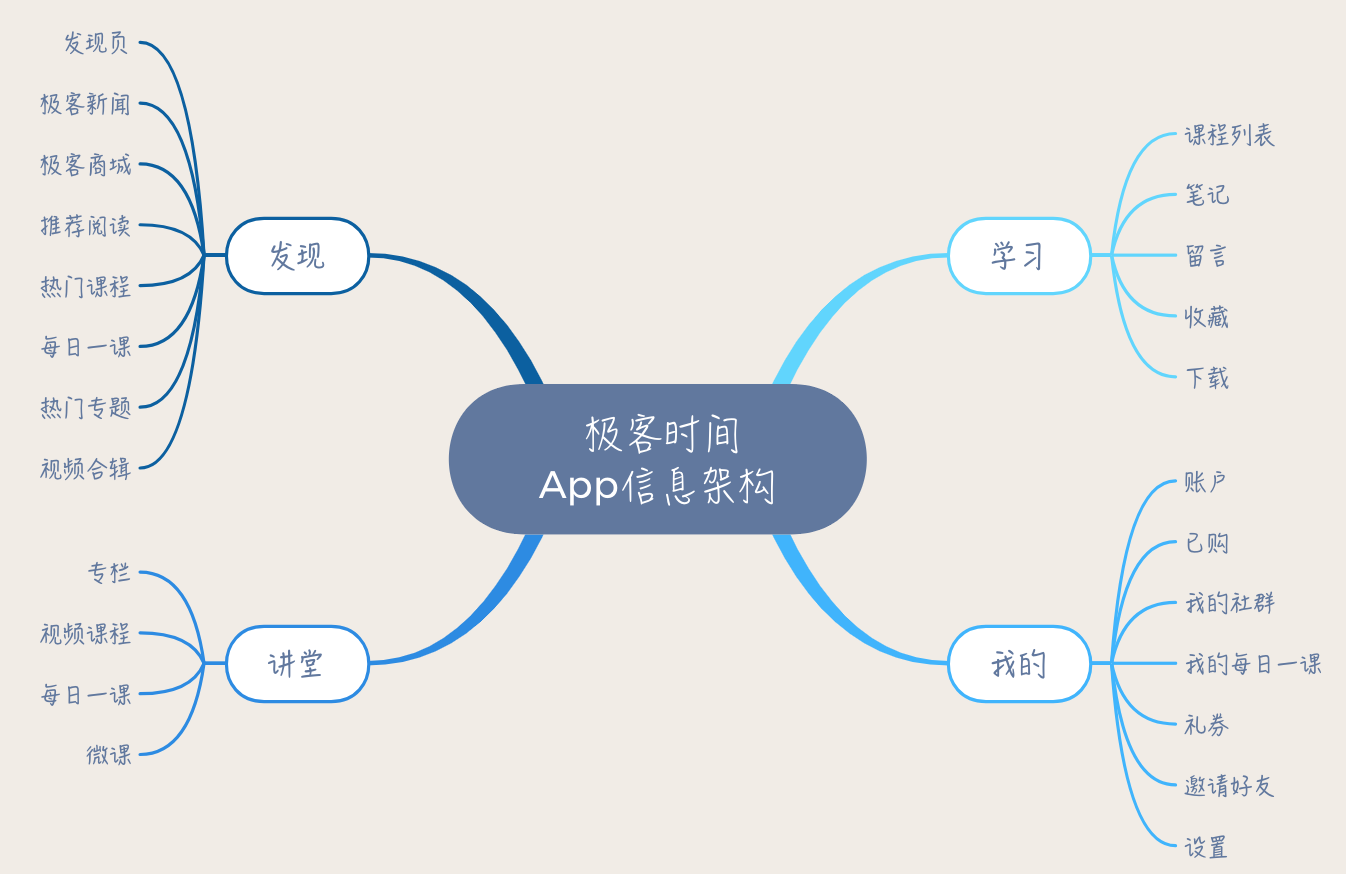 极客时间
App信息架构
发现
发现页
极客新闻
极客商城
推荐阅读
热门课程
每日一课
热门专题
视频合辑
讲堂
专栏
视频课程
每日一课
微课
学习
课程列表
笔记
留言
收藏
下载
我的
账户
已购
我的社群
我的每日一课
礼券
邀请好友
设置